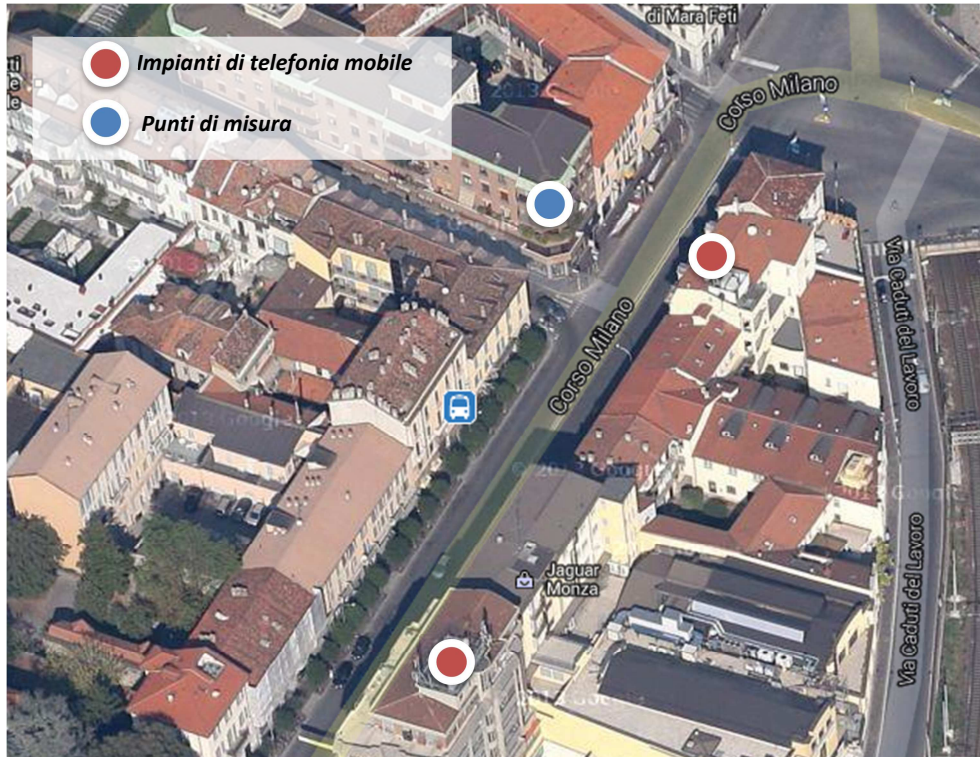 di Mara Feti
Impianti di telefonia mobile
Punti di misura
Corso Milano
Corso Milano
Via Caduti del Lavoro
Jaguar
Monza
Via Caduti del Lavoro